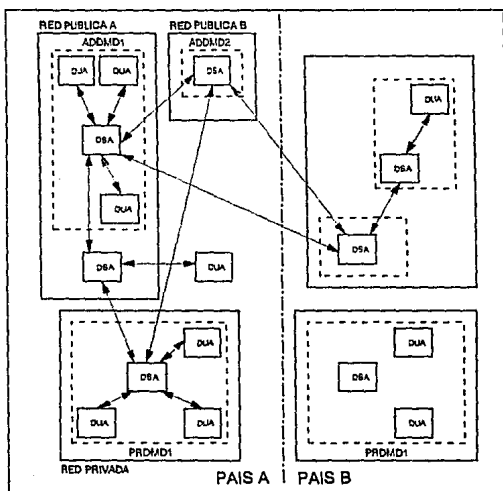 RED PUBLICA A
RED PUBLICA B
ADDMD1
ADDMD2
DUA
DUA
DSA
DUA
DSA
DSA
DUA
DUA
DSA
DSA
DUA
DUA
DSA
DUA
DUA
DUA
DSA
DUA
PRDMD1
PRDMD1
RED PRIVADA
PAIS A
PAIS B